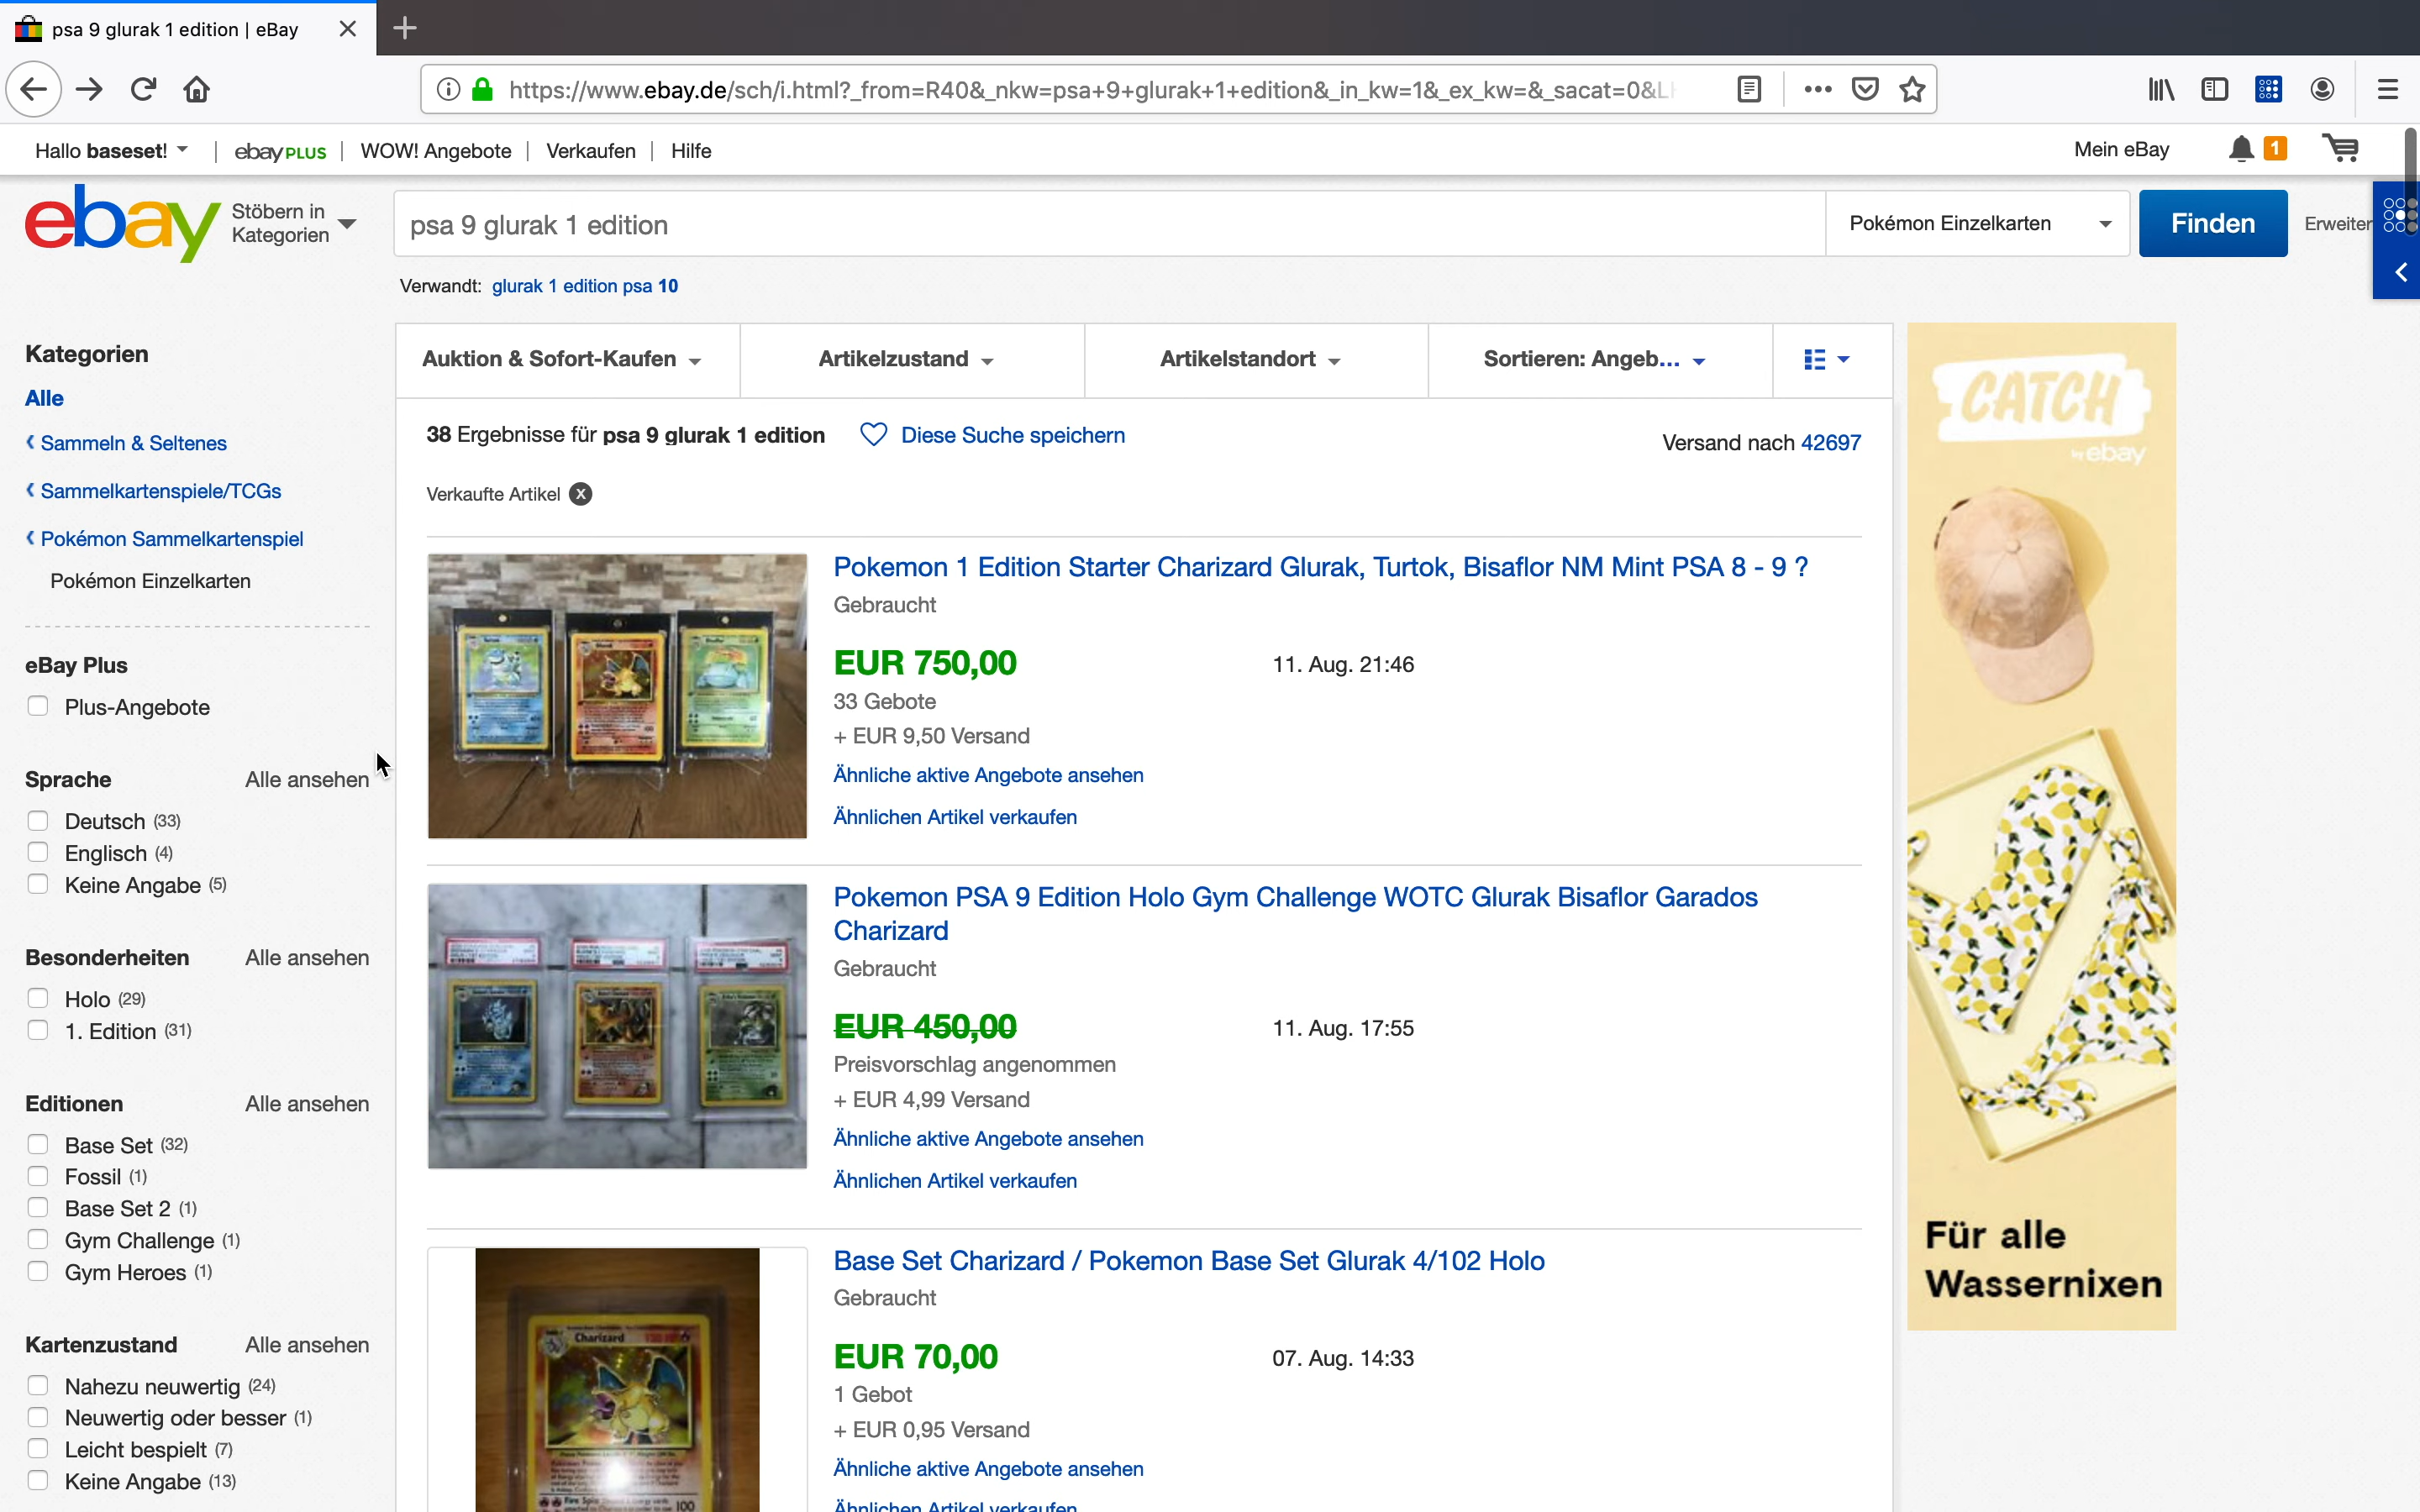 psa 9 glurak 1 edition | eBay
https://www.ebay.de/sch/i.html?_from=R40&_nkw=psa+9+glurak+1+edition&_in_kw=1&_ex_kw=&_sacat=0&L
Hallo baseset! | ebay PLUS | WOW! Angebote | Verkaufen | Hilfe
Mein eBay 1
ebay
Stöbern in
Kategorien
psa 9 glurak 1 edition
Pokémon Einzelkarten
Finden
Erweiter
Verwandt: glurak 1 edition psa 10
Kategorien
Alle
Sammeln & Seltenes
Sammelkartenspiele/TCGs
Pokémon Sammelkartenspiel
Pokémon Einzelkarten
eBay Plus
Plus-Angebote
Sprache Alle ansehen
Deutsch (33)
Englisch (4)
Keine Angabe (5)
Besonderheiten Alle ansehen
Holo (29)
1. Edition (31)
Editionen Alle ansehen
Base Set (32)
Fossil (1)
Base Set 2 (1)
Gym Challenge (1)
Gym Heroes (1)
Kartenzustand Alle ansehen
Nahezu neuwertig (24)
Neuwertig oder besser (1)
Leicht bespielt (7)
Keine Angabe (13)
Auktion & Sofort-Kaufen
Artikelzustand
Artikelstandort
Sortieren: Angeb...
38 Ergebnisse für psa 9 glurak 1 edition
Diese Suche speichern
Versand nach 42697
Verkaufte Artikel X
Pokemon 1 Edition Starter Charizard Glurak, Turtok, Bisaflor NM Mint PSA 8 - 9 ?
Gebraucht
EUR 750,00 11. Aug. 21:46
33 Gebote
+ EUR 9,50 Versand
Ähnliche aktive Angebote ansehen
Ähnlichen Artikel verkaufen
Pokemon PSA 9 Edition Holo Gym Challenge WOTC Glurak Bisaflor Garados
Charizard
Gebraucht
EUR 450,00 11. Aug. 17:55
Preisvorschlag angenommen
+ EUR 4,99 Versand
Ähnliche aktive Angebote ansehen
Ähnlichen Artikel verkaufen
Charizard
100
Base Set Charizard / Pokemon Base Set Glurak 4/102 Holo
Gebraucht
EUR 70,00 07. Aug. 14:33
1 Gebot
+ EUR 0,95 Versand
Ähnliche aktive Angebote ansehen
Ähnlichen Artikel verkaufen
CATCH
by ebay
Für alle
Wassernixen